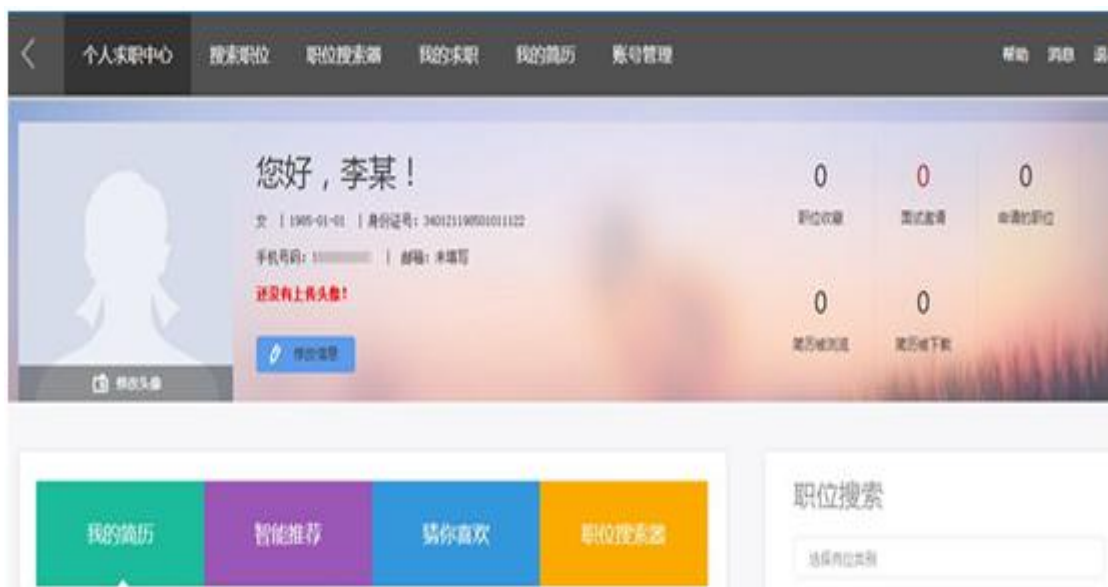 个人求职中心 搜索职位 职位搜索器 我的求职 我的简历 账号管理 帮助 消息
您好，李某！
女 | 1985-01-01 | 身份证号: 340121198501011122
手机号码: 1 | 邮箱: 未填写
还没有上传头像!
修改信息
修改头像
0 0 0
职位收藏 面试邀请 申请的职位
0 0
简历被浏览 简历被下载
我的简历 智能推荐 猜你喜欢 职位搜索器
职位搜索
选择岗位类别